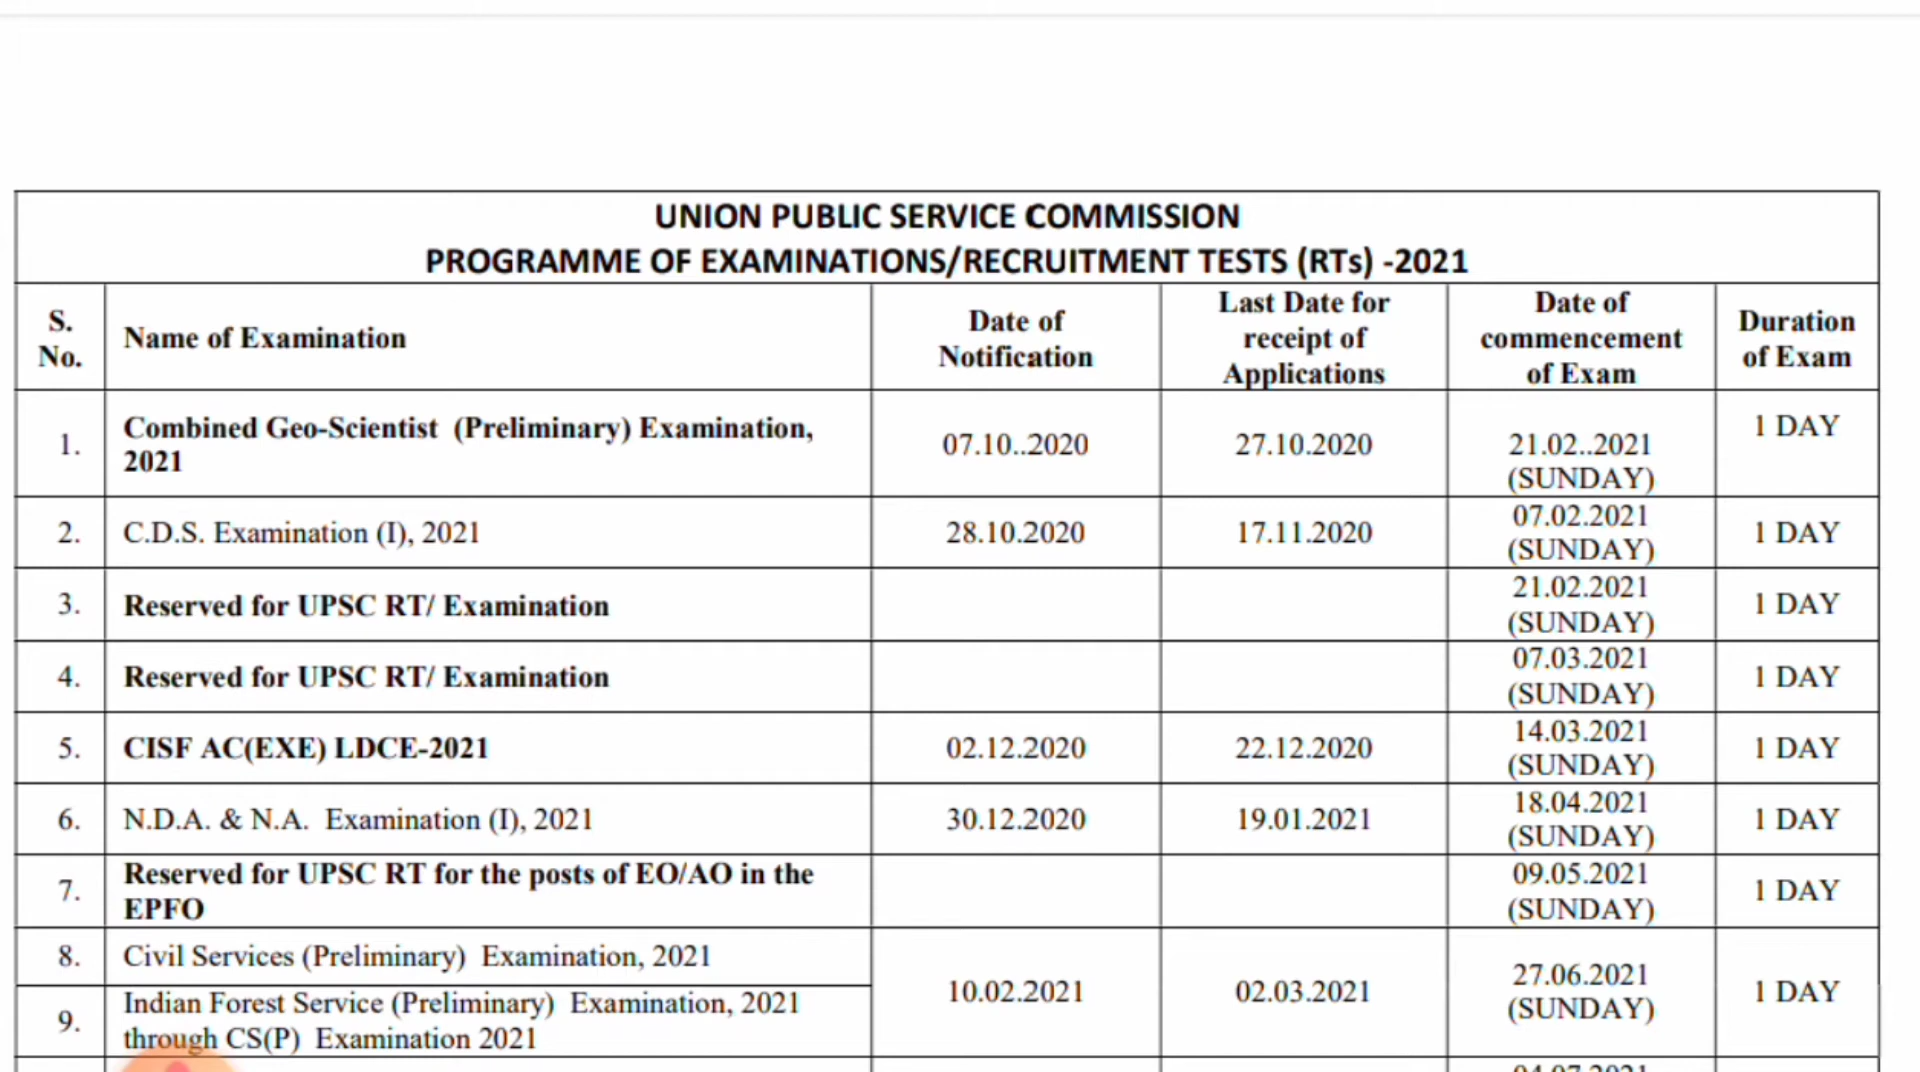 UNION PUBLIC SERVICE COMMISSION
PROGRAMME OF EXAMINATIONS/RECRUITMENT TESTS (RTs) -2021
S. No. Name of Examination Date of Notification Last Date for receipt of Applications Date of commencement of Exam Duration of Exam
1. Combined Geo-Scientist (Preliminary) Examination, 2021 07.10..2020 27.10.2020 21.02..2021 (SUNDAY) 1 DAY
2. C.D.S. Examination (I), 2021 28.10.2020 17.11.2020 07.02.2021 (SUNDAY) 1 DAY
3. Reserved for UPSC RT/ Examination 21.02.2021 (SUNDAY) 1 DAY
4. Reserved for UPSC RT/ Examination 07.03.2021 (SUNDAY) 1 DAY
5. CISF AC(EXE) LDCE-2021 02.12.2020 22.12.2020 14.03.2021 (SUNDAY) 1 DAY
6. N.D.A. & N.A. Examination (I), 2021 30.12.2020 19.01.2021 18.04.2021 (SUNDAY) 1 DAY
7. Reserved for UPSC RT for the posts of EO/AO in the EPFO 09.05.2021 (SUNDAY) 1 DAY
8. Civil Services (Preliminary) Examination, 2021 10.02.2021 02.03.2021 27.06.2021 (SUNDAY) 1 DAY
9. Indian Forest Service (Preliminary) Examination, 2021 through CS(P) Examination 2021